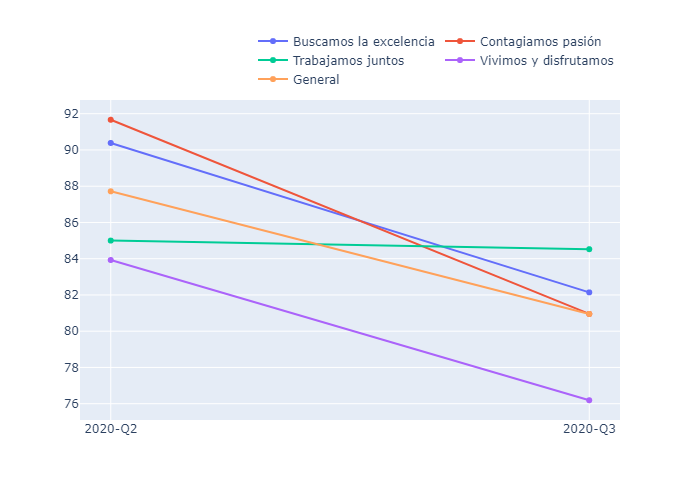 Buscamos la excelencia Contagiamos pasión
Trabajamos juntos Vivimos y disfrutamos
General
92
90
88
86
84
82
80
78
76
2020-Q2 2020-Q3